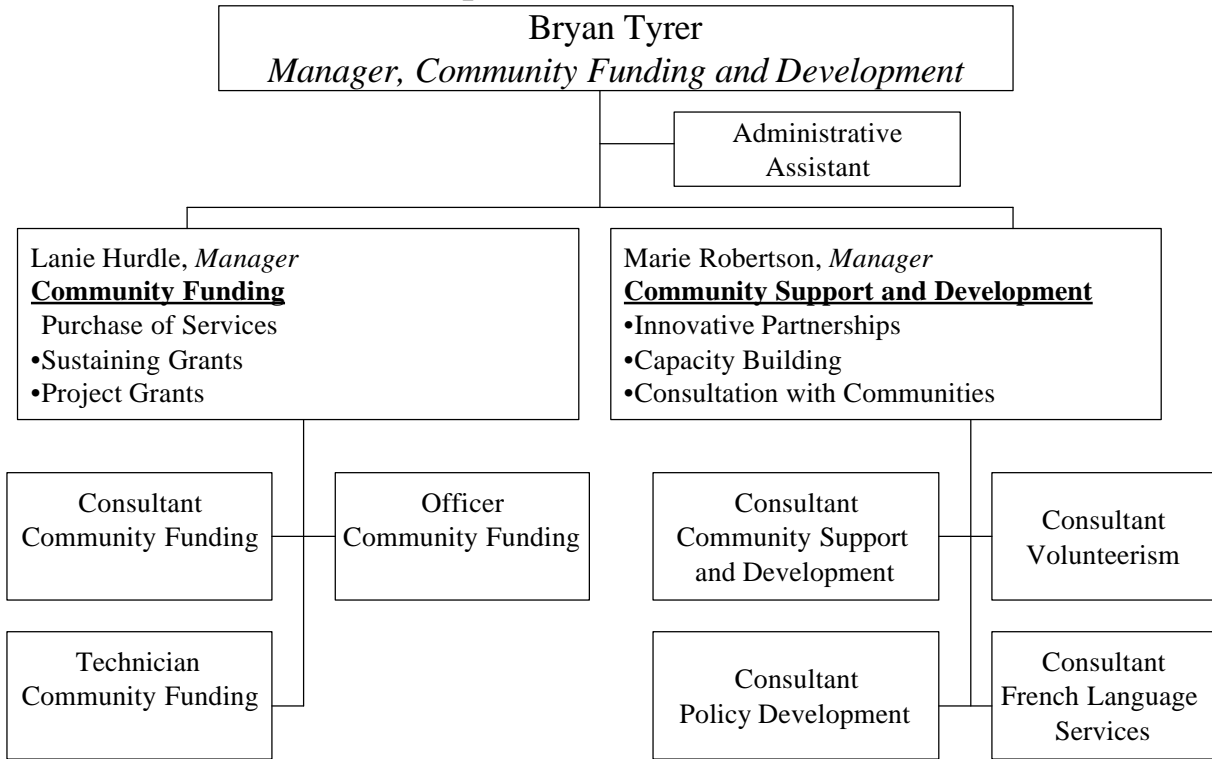 Bryan Tyrer
Manager, Community Funding and Development
Administrative
Assistant
Lanie Hurdle, Manager
Community Funding
Purchase of Services
•Sustaining Grants
•Project Grants
Marie Robertson, Manager
Community Support and Development
•Innovative Partnerships
•Capacity Building
•Consultation with Communities
Consultant
Community Funding
Officer
Community Funding
Consultant
Community Support
and Development
Consultant
Volunteerism
Technician
Community Funding
Consultant
Policy Development
Consultant
French Language
Services